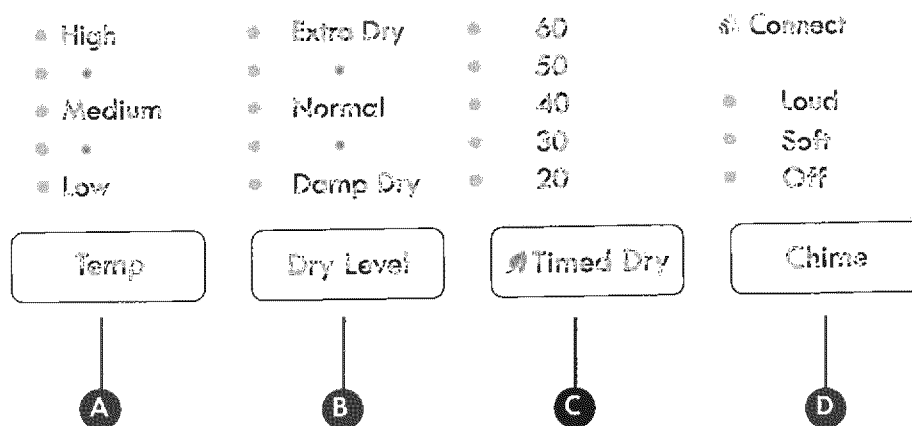 High
Medium
Low
Temp
A
Extra Dry
Normal
Damp Dry
Dry Level
B
60
50
40
30
20
Timed Dry
C
Connect
Loud
Soft
Off
Chime
D